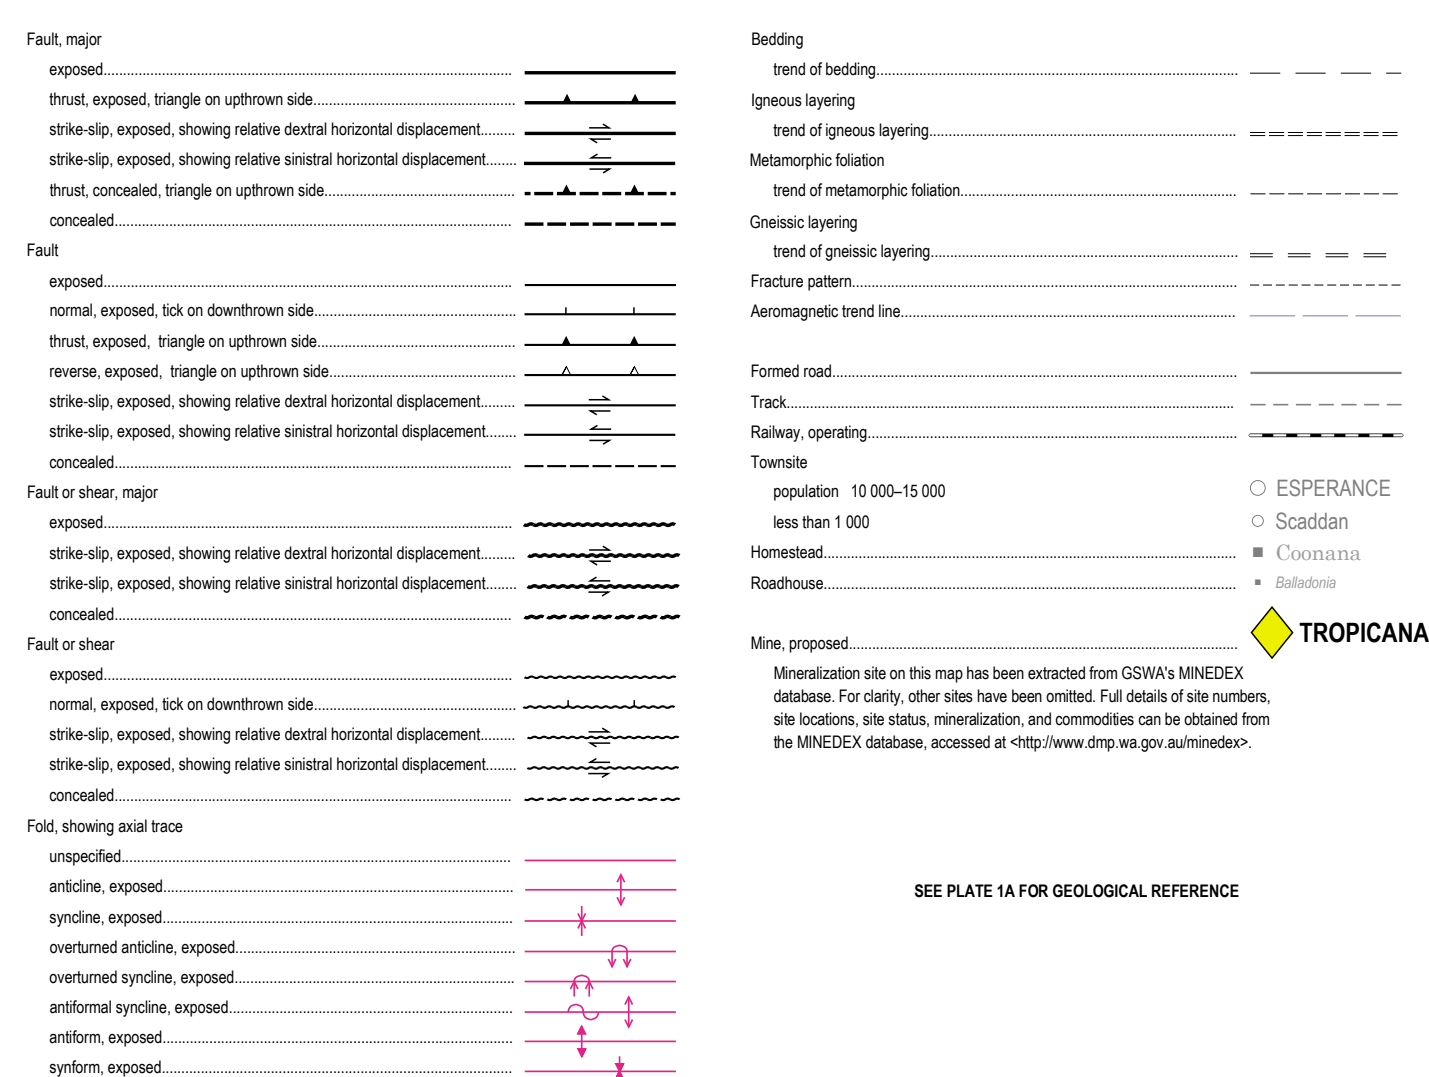 Fault, major
exposed
thrust, exposed, triangle on upthrown side
strike-slip, exposed, showing relative dextral horizontal displacement
strike-slip, exposed, showing relative sinistral horizontal displacement
thrust, concealed, triangle on upthrown side
concealed
Fault
exposed
normal, exposed, tick on downthrown side
thrust, exposed, triangle on upthrown side
reverse, exposed, triangle on upthrown side
strike-slip, exposed, showing relative dextral horizontal displacement
strike-slip, exposed, showing relative sinistral horizontal displacement
concealed
Fault or shear, major
exposed
strike-slip, exposed, showing relative dextral horizontal displacement
strike-slip, exposed, showing relative sinistral horizontal displacement
concealed
Fault or shear
exposed
normal, exposed, tick on downthrown side
strike-slip, exposed, showing relative dextral horizontal displacement
strike-slip, exposed, showing relative sinistral horizontal displacement
concealed
Fold, showing axial trace
unspecified
anticline, exposed
syncline, exposed
overturned anticline, exposed
overturned syncline, exposed
antiformal syncline, exposed
antiform, exposed
synform, exposed
Bedding
trend of bedding
Igneous layering
trend of igneous layering
Metamorphic foliation
trend of metamorphic foliation
Gneissic layering
trend of gneissic layering
Fracture pattern
Aeromagnetic trend line
Formed road
Track
Railway, operating
Townsite
population 10 000–15 000 ESPERANCE
less than 1 000 Scaddan
Homestead Coonana
Roadhouse Balladonia
Mine, proposed TROPICANA
Mineralization site on this map has been extracted from GSWA's MINEDEX
database. For clarity, other sites have been omitted. Full details of site numbers,
site locations, site status, mineralization, and commodities can be obtained from
the MINEDEX database, accessed at <http://www.dmp.wa.gov.au/minedex>.
SEE PLATE 1A FOR GEOLOGICAL REFERENCE